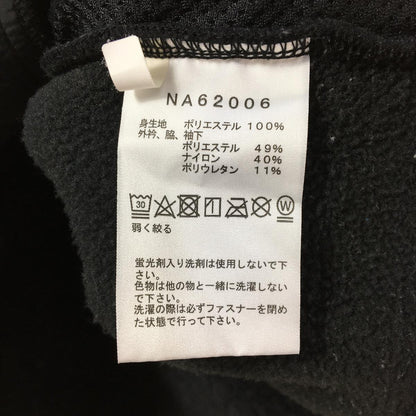 NA62006
身生地 ポリエステル 100%
外衿、脇、袖下
ポリエステル 49%
ナイロン 40%
ポリウレタン 11%
30 W
弱く絞る
蛍光剤入り洗剤は使用しないで下さい。
色物は他の物と一緒に洗濯しないで下さい。
洗濯の際は必ずファスナーを閉めた状態で行って下さい。